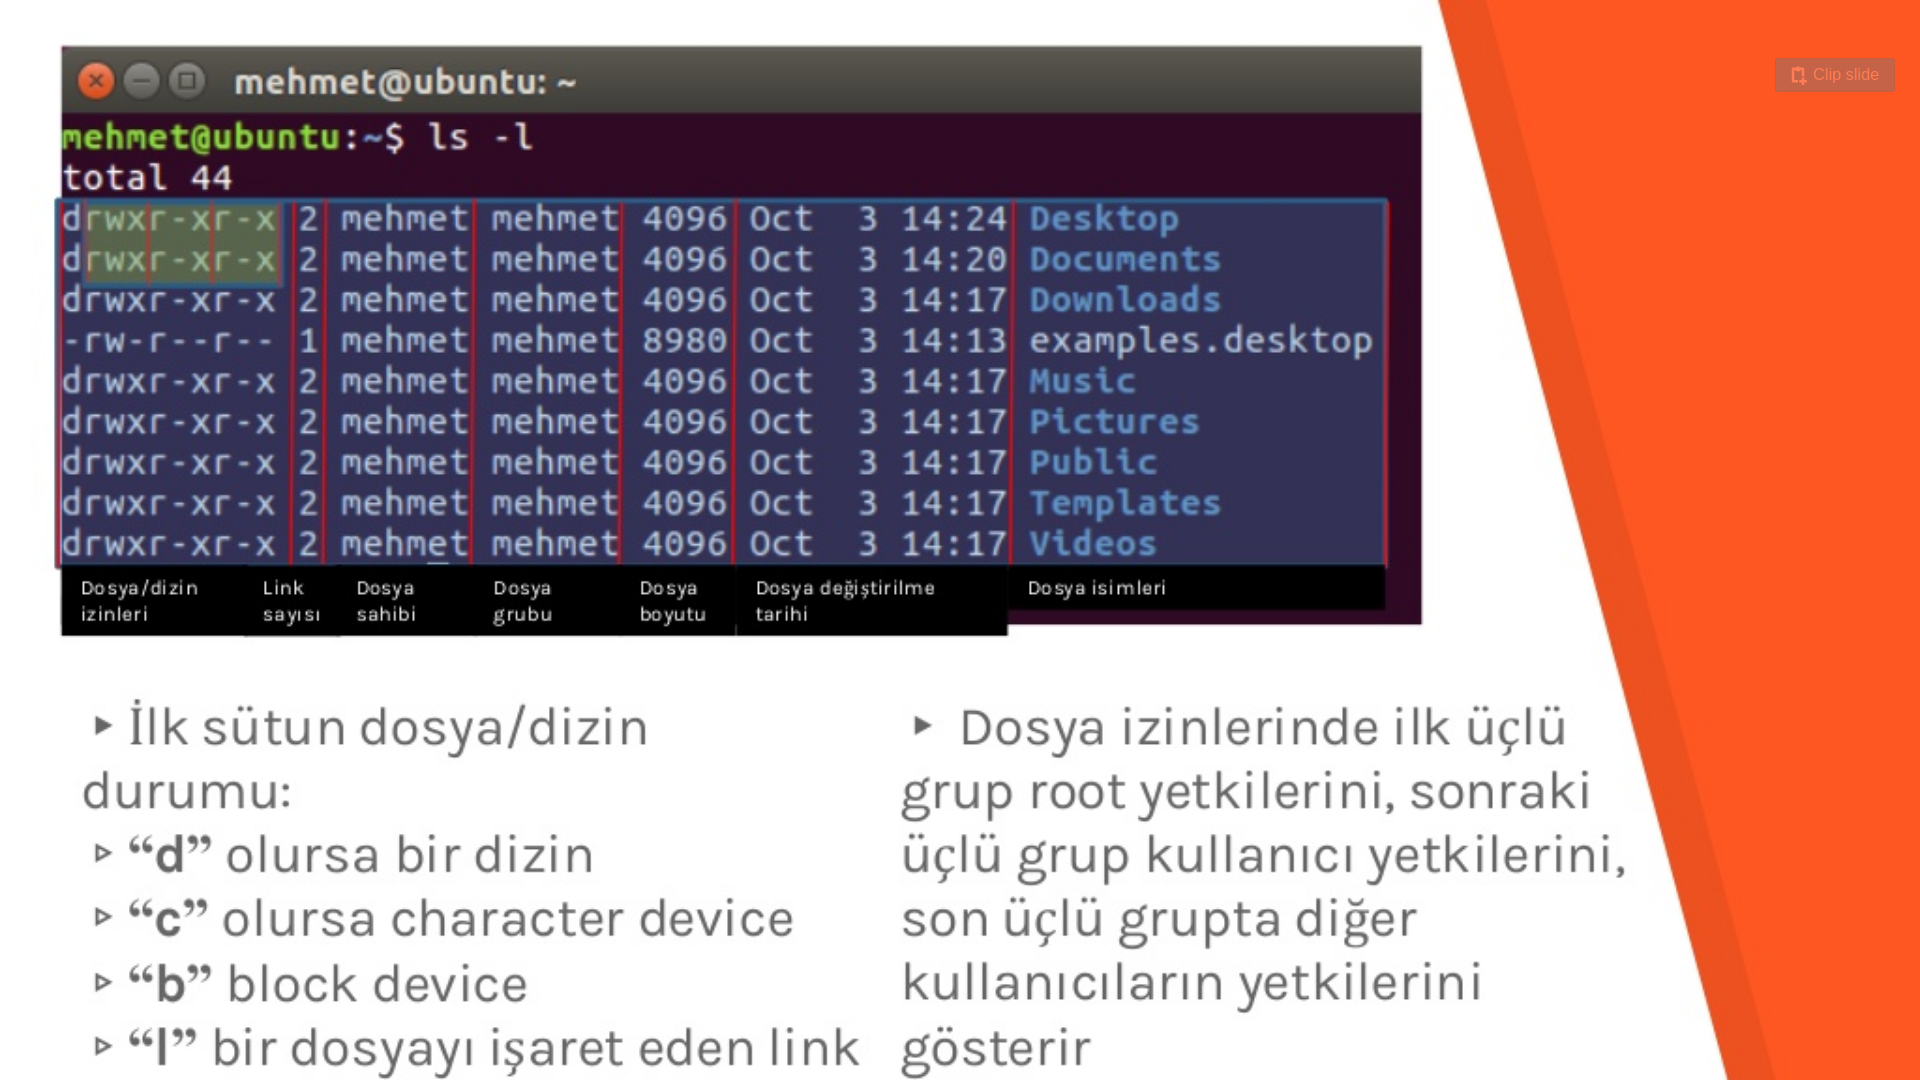 Clip slide
mehmet@ubuntu: ~
mehmet@ubuntu:~$ ls -l
total 44
drwxr-xr-x 2 mehmet mehmet 4096 Oct  3 14:24 Desktop
drwxr-xr-x 2 mehmet mehmet 4096 Oct  3 14:20 Documents
drwxr-xr-x 2 mehmet mehmet 4096 Oct  3 14:17 Downloads
-rw-r--r-- 1 mehmet mehmet 8980 Oct  3 14:13 examples.desktop
drwxr-xr-x 2 mehmet mehmet 4096 Oct  3 14:17 Music
drwxr-xr-x 2 mehmet mehmet 4096 Oct  3 14:17 Pictures
drwxr-xr-x 2 mehmet mehmet 4096 Oct  3 14:17 Public
drwxr-xr-x 2 mehmet mehmet 4096 Oct  3 14:17 Templates
drwxr-xr-x 2 mehmet mehmet 4096 Oct  3 14:17 Videos
Dosya/dizin
izinleri
Link
sayısı
Dosya
sahibi
Dosya
grubu
Dosya
boyutu
Dosya değiştirilme
tarihi
Dosya isimleri
▸ İlk sütun dosya/dizin
durumu:
▹ “d” olursa bir dizin
▹ “c” olursa character device
▹ “b” block device
▹ “l” bir dosyayı işaret eden link
▸ Dosya izinlerinde ilk üçlü
grup root yetkilerini, sonraki
üçlü grup kullanıcı yetkilerini,
son üçlü grupta diğer
kullanıcıların yetkilerini
gösterir